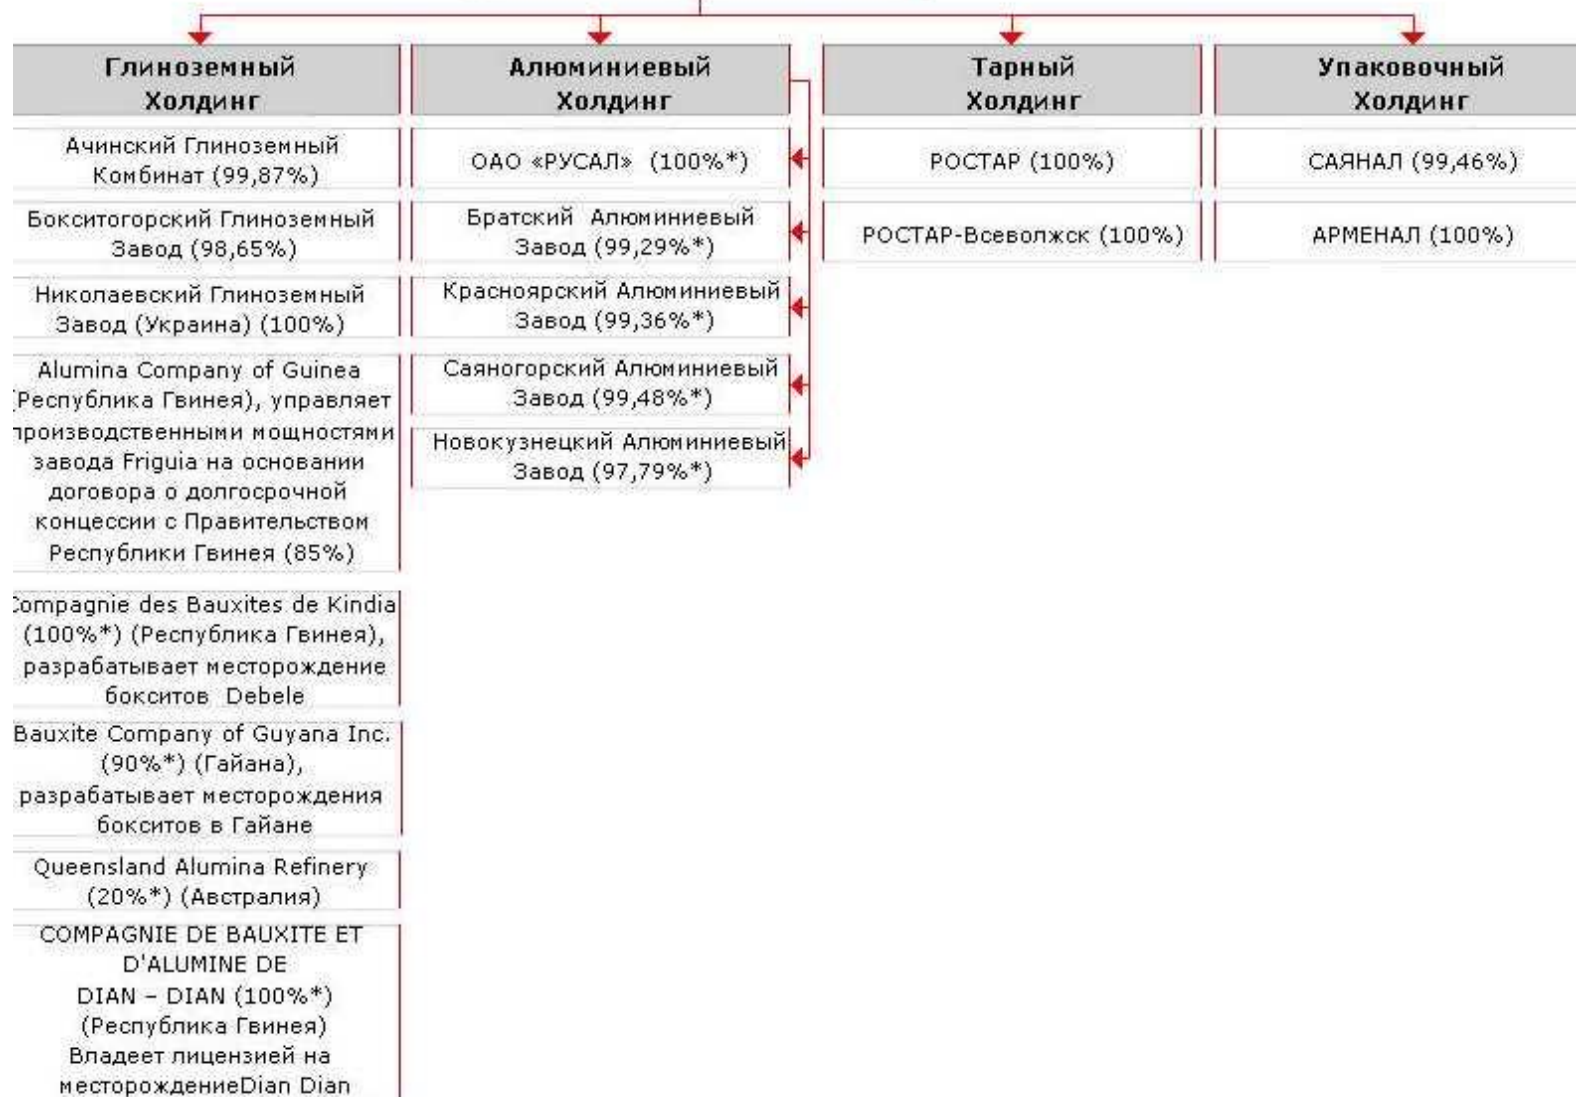 Глиноземный
Холдинг
Ачинский Глиноземный
Комбинат (99,87%)
Бокситогорский Глиноземный
Завод (98,65%)
Николаевский Глиноземный
Завод (Украина) (100%)
Alumina Company of Guinea
(Республика Гвинея), управляет
производственными мощностями
завода Friguia на основании
договора о долгосрочной
концессии с Правительством
Республики Гвинея (85%)
Compagnie des Bauxites de Kindia
(100%*) (Республика Гвинея),
разрабатывает месторождение
бокситов Debele
Bauxite Company of Guyana Inc.
(90%*) (Гайана),
разрабатывает месторождения
бокситов в Гайане
Queensland Alumina Refinery
(20%*) (Австралия)
COMPAGNIE DE BAUXITE ET
D'ALUMINE DE
DIAN – DIAN (100%*)
(Республика Гвинея)
Владеет лицензией на
месторождениеDian Dian
Алюминиевый
Холдинг
ОАО «РУСАЛ» (100%*)
Братский Алюминиевый
Завод (99,29%*)
Красноярский Алюминиевый
Завод (99,36%*)
Саяногорский Алюминиевый
Завод (99,48%*)
Новокузнецкий Алюминиевый
Завод (97,79%*)
Тарный
Холдинг
РОСТАР (100%)
РОСТАР-Всеволжск (100%)
Упаковочный
Холдинг
САЯНАЛ (99,46%)
АРМЕНАЛ (100%)